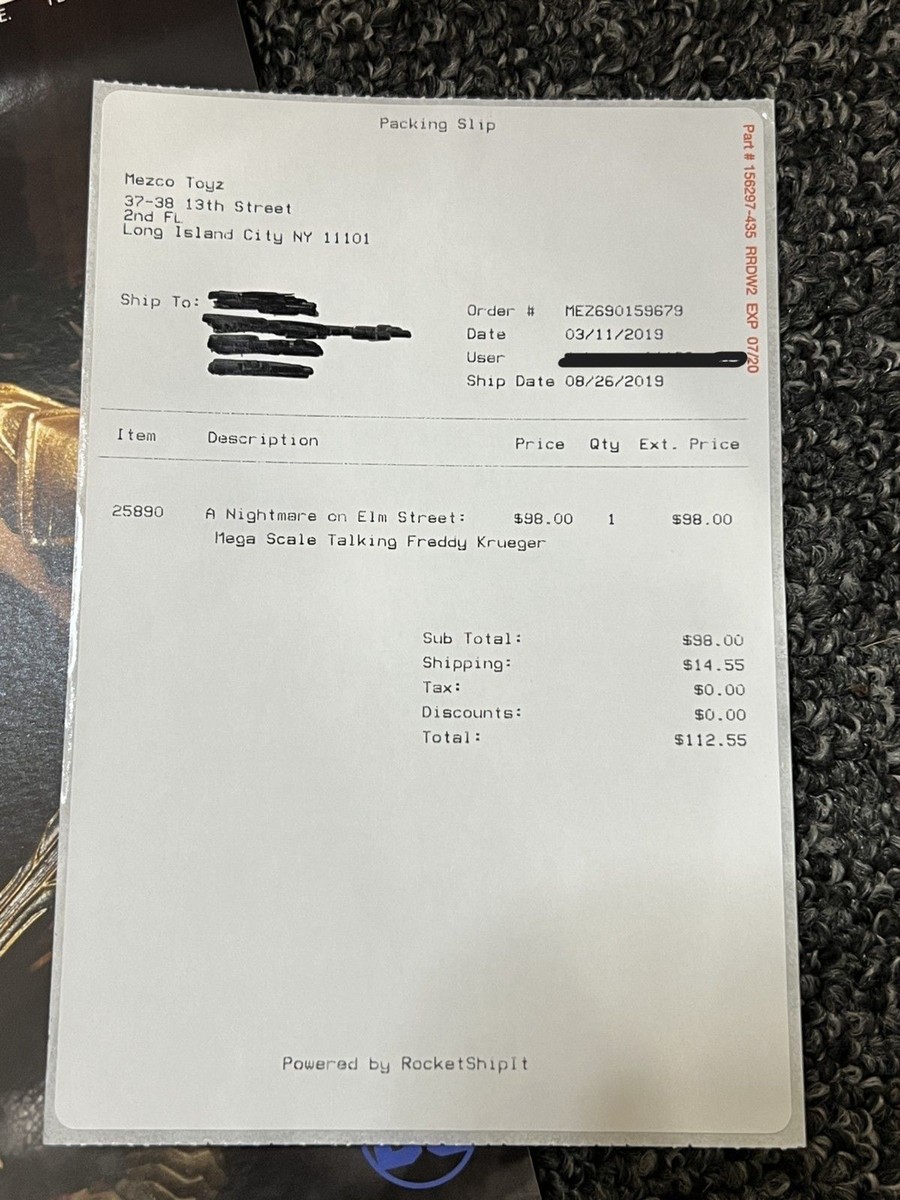 Packing Slip
Part # 156297-435 RRDW2 EXP 07/20
Mezco Toyz
37-38 13th Street
2nd FL
Long Island City NY 11101
Ship To:
Order # MEZ690159679
Date 03/11/2019
User
Ship Date 08/26/2019
Item Description Price Qty Ext. Price
25890 A Nightmare on Elm Street: $98.00 1 $98.00
Mega Scale Talking Freddy Krueger
Sub Total: $98.00
Shipping: $14.55
Tax: $0.00
Discounts: $0.00
Total: $112.55
Powered by RocketShipIt